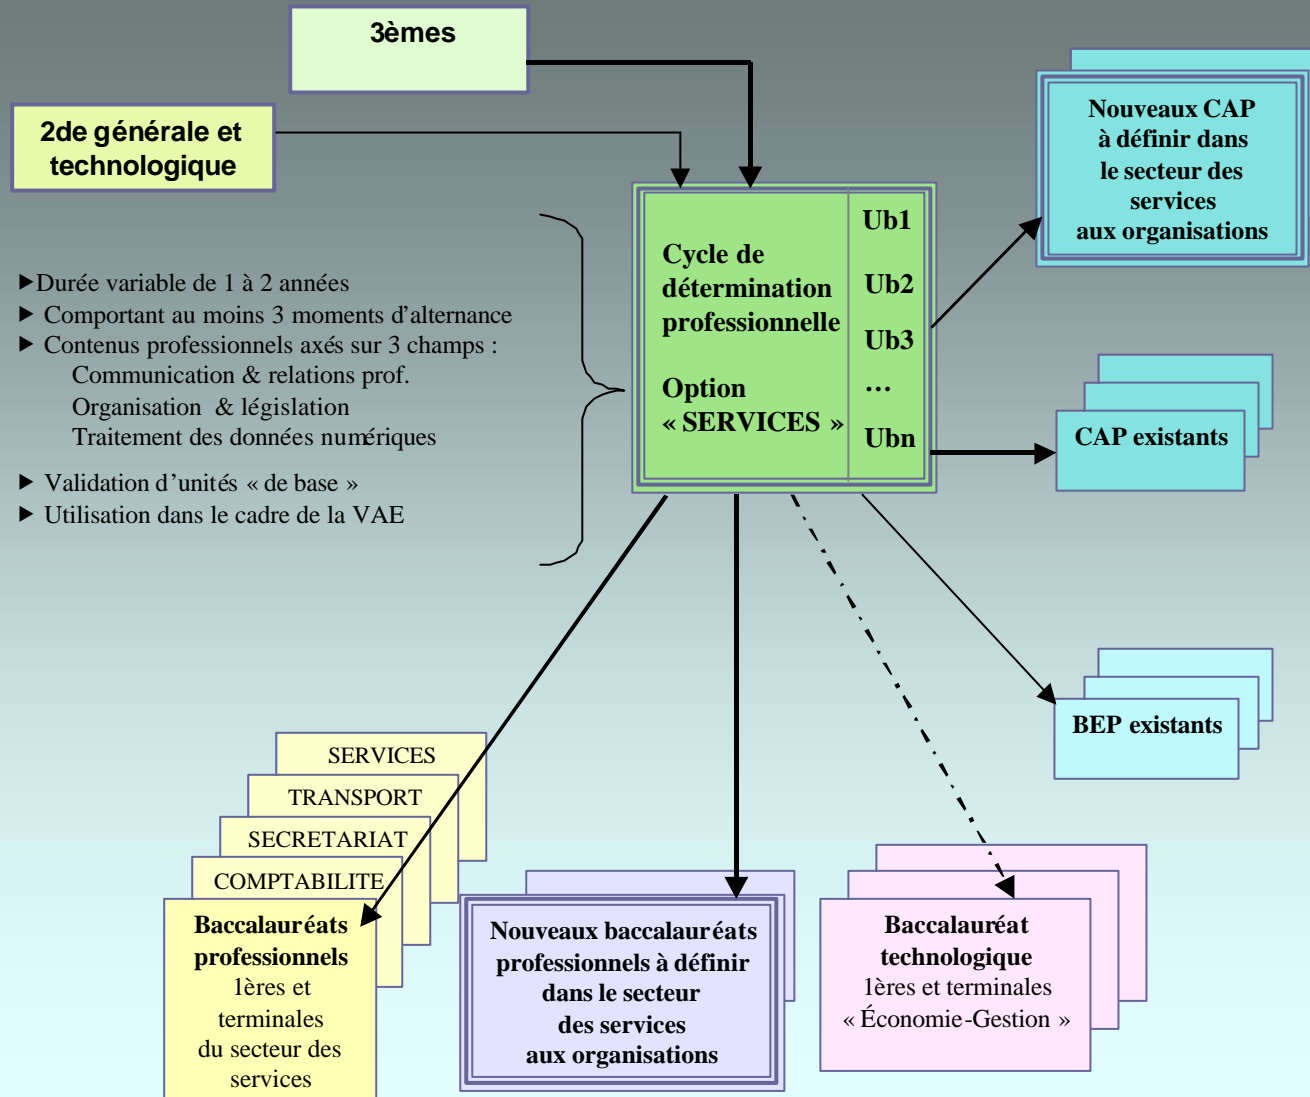 3èmes
2de générale et
technologique
Nouveaux CAP
à définir dans
le secteur des
services
aux organisations
Cycle de
détermination
professionnelle
Option
« SERVICES »
Ub1
Ub2
Ub3
…
Ubn
▶Durée variable de 1 à 2 années
▶ Comportant au moins 3 moments d’alternance
▶ Contenus professionnels axés sur 3 champs :
Communication & relations prof.
Organisation & législation
Traitement des données numériques
▶ Validation d’unités « de base »
▶ Utilisation dans le cadre de la VAE
CAP existants
BEP existants
SERVICES
TRANSPORT
SECRETARIAT
COMPTABILITE
Baccalauréats
professionnels
1ères et
terminales
du secteur des
services
Nouveaux baccalauréats
professionnels à définir
dans le secteur
des services
aux organisations
Baccalauréat
technologique
1ères et terminales
« Économie-Gestion »